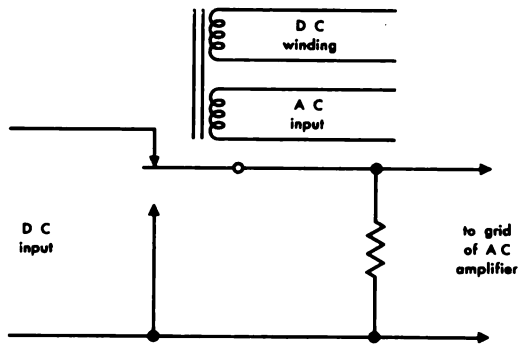 D C
winding
A C
input
D C
input
to grid
of A C
amplifier